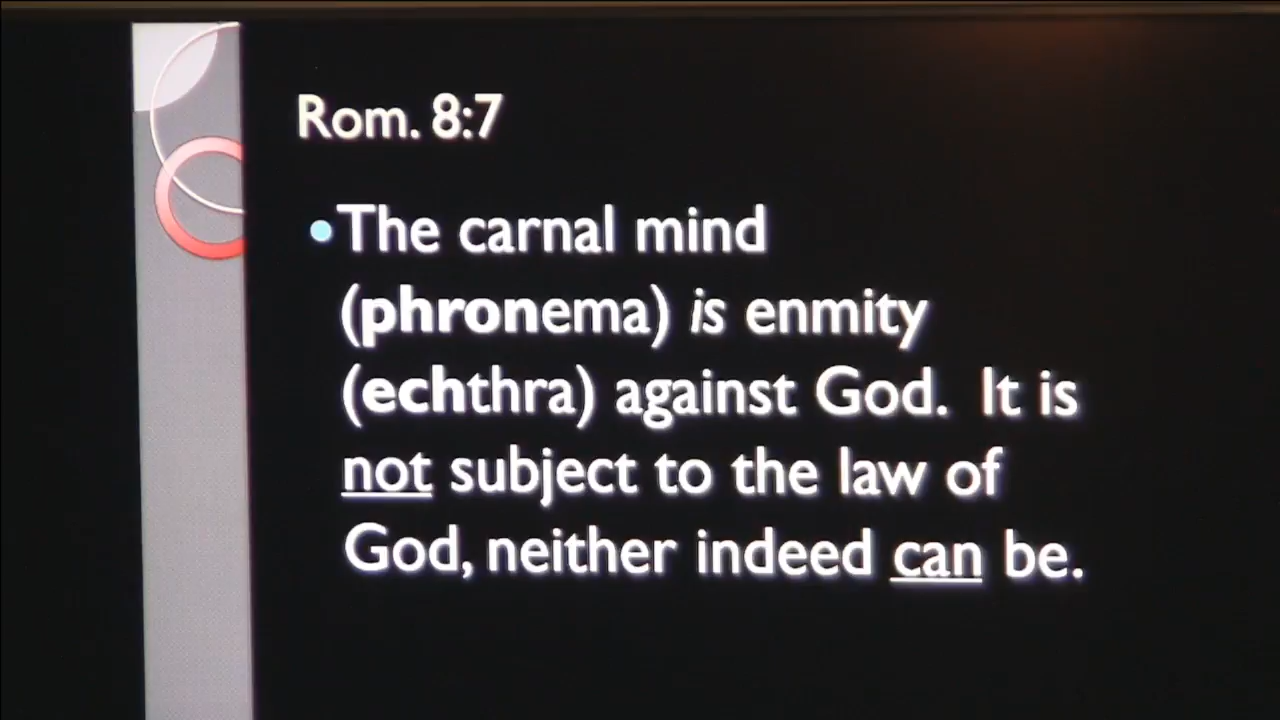 Rom. 8:7
•The carnal mind
(phronema) is enmity
(echthra) against God. It is
not subject to the law of
God, neither indeed can be.